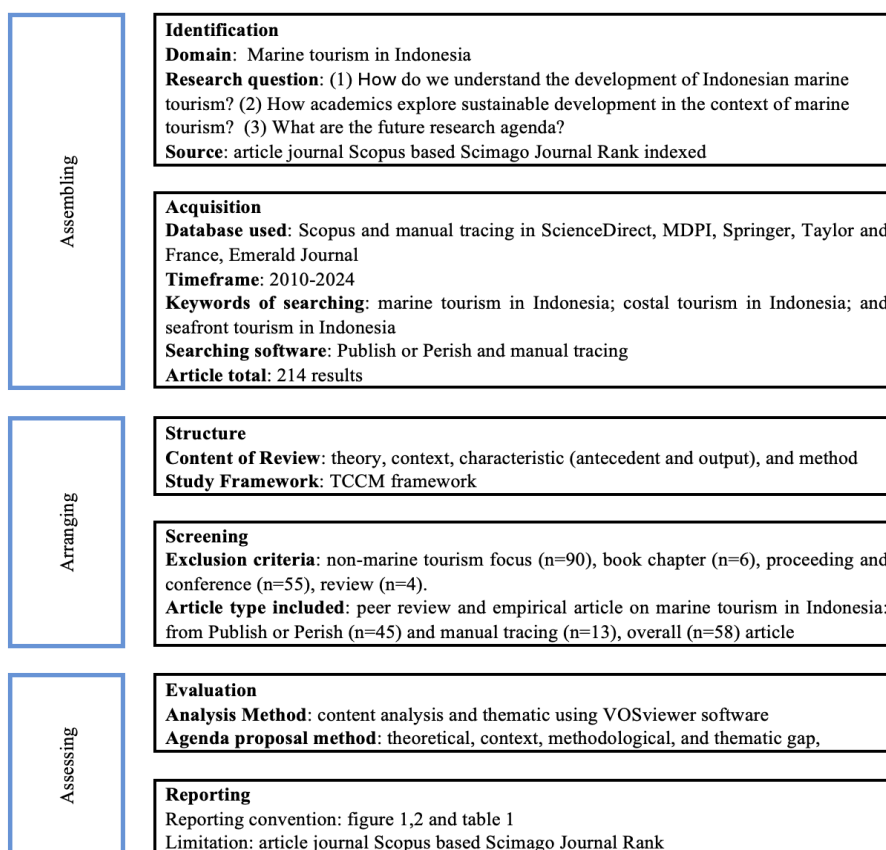 Assembling
Identification
Domain:  Marine tourism in Indonesia
Research question: (1) How do we understand the development of Indonesian marine
tourism? (2) How academics explore sustainable development in the context of marine
tourism?  (3) What are the future research agenda?
Source: article journal Scopus based Scimago Journal Rank indexed
Acquisition
Database used: Scopus and manual tracing in ScienceDirect, MDPI, Springer, Taylor and
France, Emerald Journal
Timeframe: 2010-2024
Keywords of searching: marine tourism in Indonesia; costal tourism in Indonesia; and
seafront tourism in Indonesia
Searching software: Publish or Perish and manual tracing
Article total: 214 results
Arranging
Structure
Content of Review: theory, context, characteristic (antecedent and output), and method
Study Framework: TCCM framework
Screening
Exclusion criteria: non-marine tourism focus (n=90), book chapter (n=6), proceeding and
conference (n=55), review (n=4).
Article type included: peer review and empirical article on marine tourism in Indonesia:
from Publish or Perish (n=45) and manual tracing (n=13), overall (n=58) article
Assessing
Evaluation
Analysis Method: content analysis and thematic using VOSviewer software
Agenda proposal method: theoretical, context, methodological, and thematic gap,
Reporting
Reporting convention: figure 1,2 and table 1
Limitation: article journal Scopus based Scimago Journal Rank